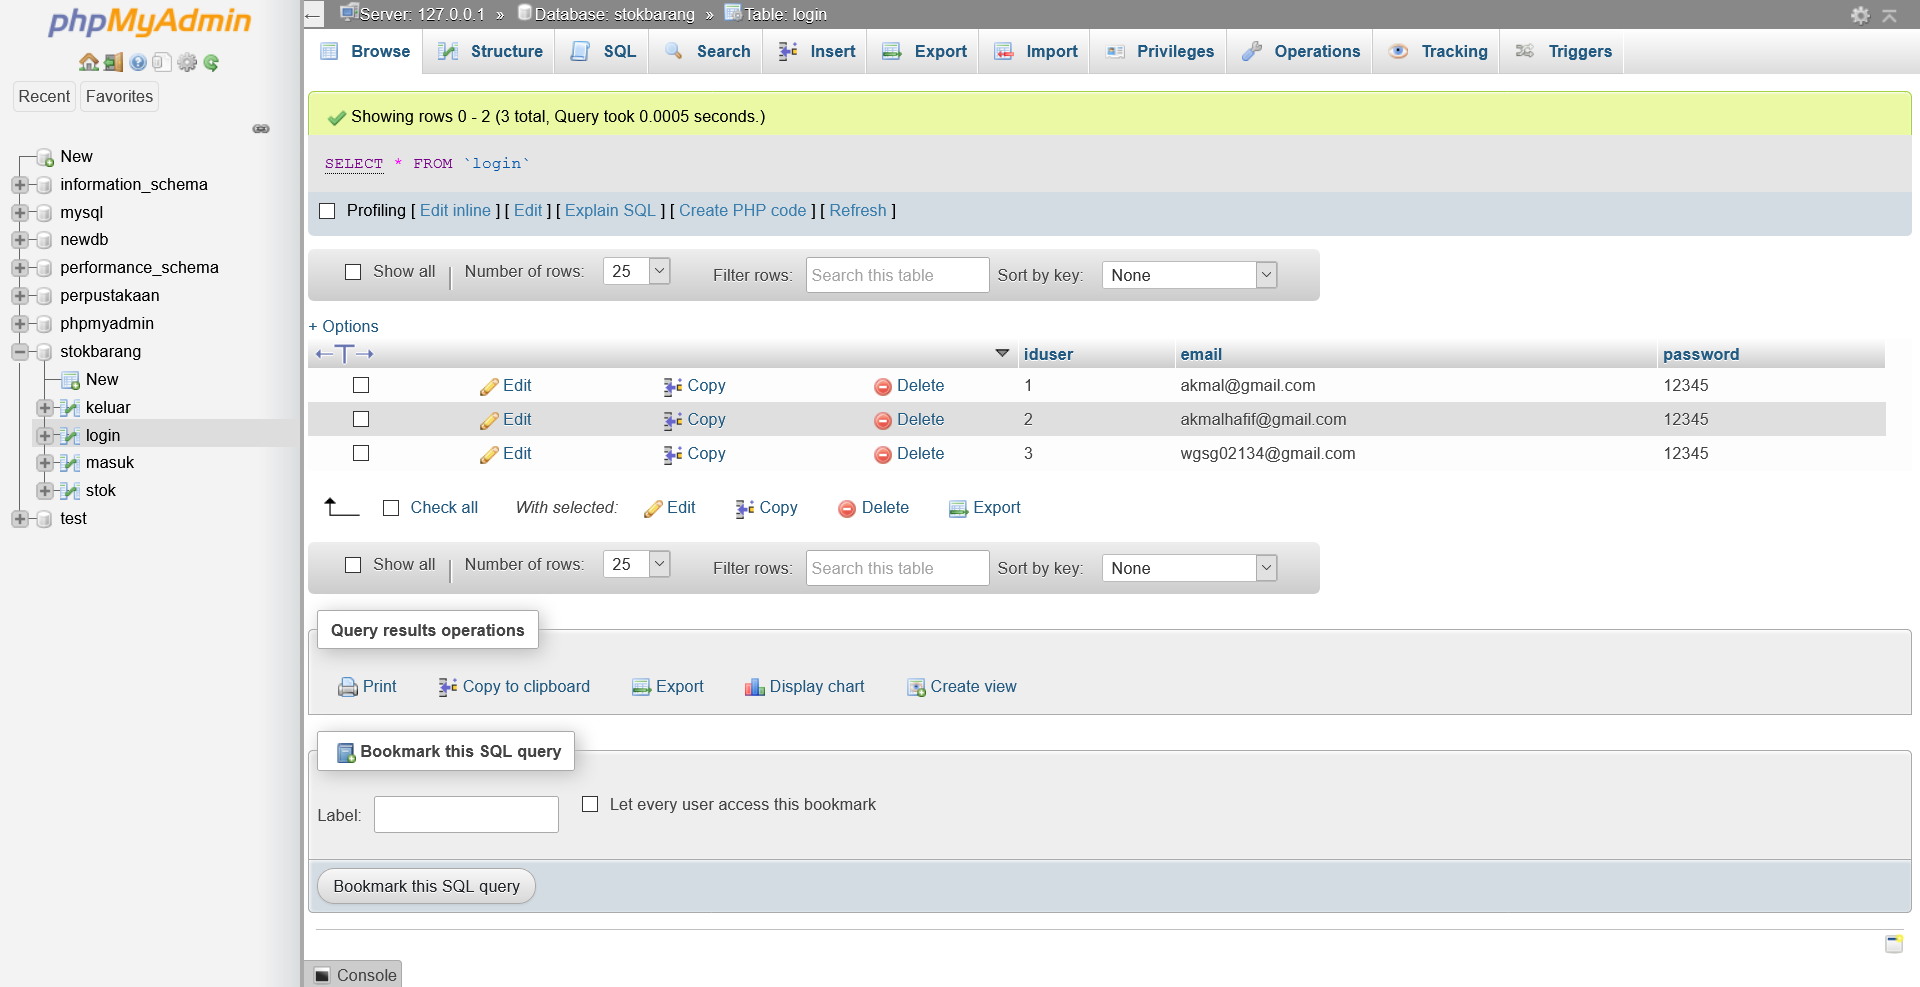 phpMyAdmin
Recent Favorites
New
information_schema
mysql
newdb
performance_schema
perpustakaan
phpmyadmin
stokbarang
New
keluar
login
masuk
stok
test
Server: 127.0.0.1 » Database: stokbarang » Table: login
Browse Structure SQL Search Insert Export Import Privileges Operations Tracking Triggers
Showing rows 0 - 2 (3 total, Query took 0.0005 seconds.)
SELECT * FROM `login`
Profiling [ Edit inline ] [ Edit ] [ Explain SQL ] [ Create PHP code ] [ Refresh ]
Show all | Number of rows: 25 Filter rows: Search this table Sort by key: None
+ Options
←T→ iduser email password
Edit Copy Delete 1 akmal@gmail.com 12345
Edit Copy Delete 2 akmalhafif@gmail.com 12345
Edit Copy Delete 3 wgsg02134@gmail.com 12345
Check all With selected: Edit Copy Delete Export
Show all | Number of rows: 25 Filter rows: Search this table Sort by key: None
Query results operations
Print Copy to clipboard Export Display chart Create view
Bookmark this SQL query
Label: Let every user access this bookmark
Bookmark this SQL query
Console